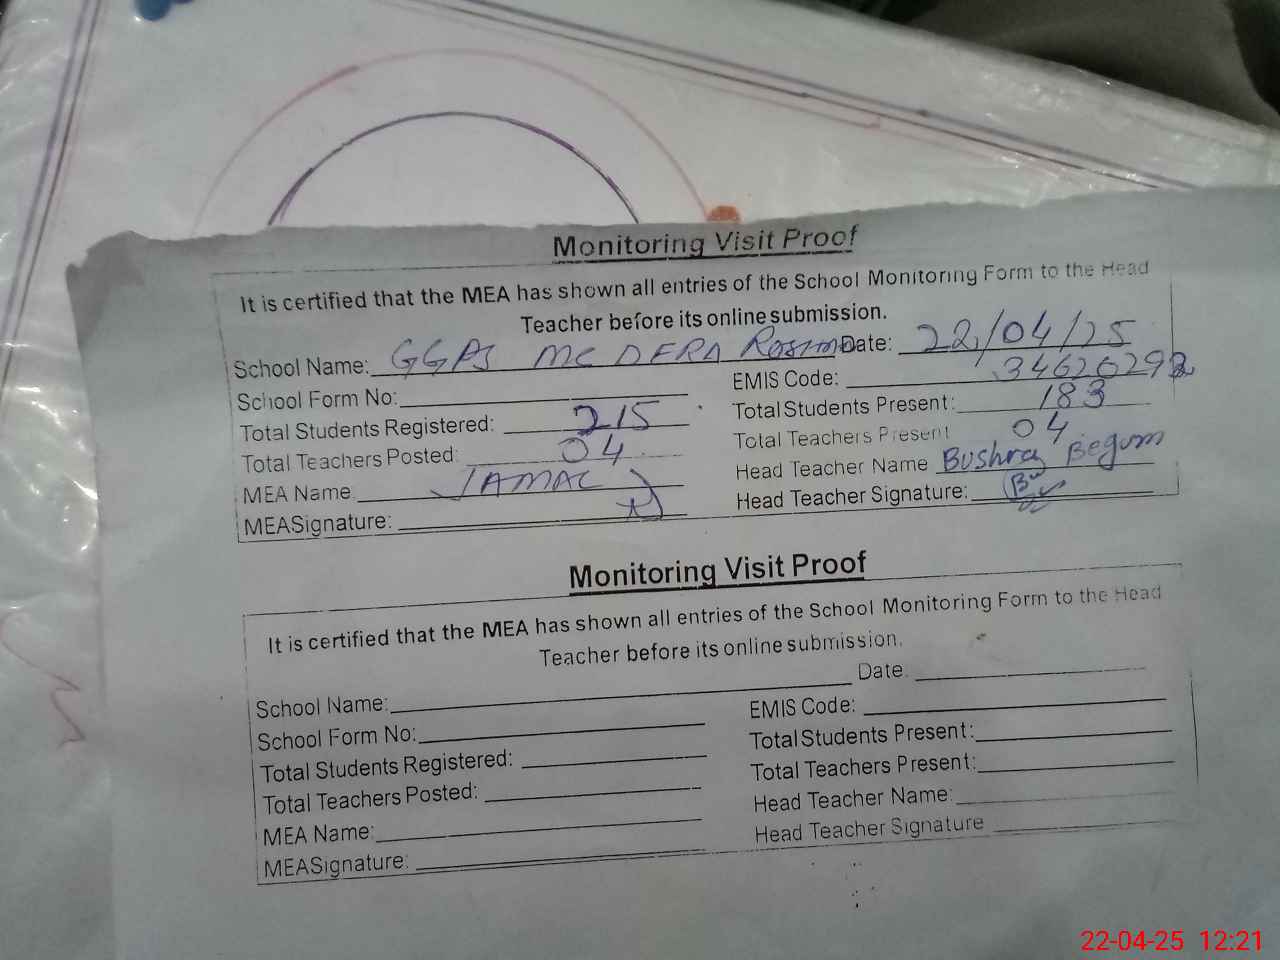 Monitoring Visit Proof
It is certified that the MEA has shown all entries of the School Monitoring Form to the Head
Teacher before its online submission.
School Name: GGPS MC DERA Date: 22/04/25
School Form No: EMIS Code: 34620292
Total Students Registered: 215 Total Students Present: 183
Total Teachers Posted: 04 Total Teachers Present 04
MEA Name: JAMAL Head Teacher Name Bushra Begum
MEASignature: Head Teacher Signature:
Monitoring Visit Proof
It is certified that the MEA has shown all entries of the School Monitoring Form to the Head
Teacher before its online submission.
School Name: Date.
School Form No: EMIS Code:
Total Students Registered: Total Students Present:
Total Teachers Posted: Total Teachers Present:
MEA Name: Head Teacher Name:
MEASignature: Head Teacher Signature
22-04-25 12:21